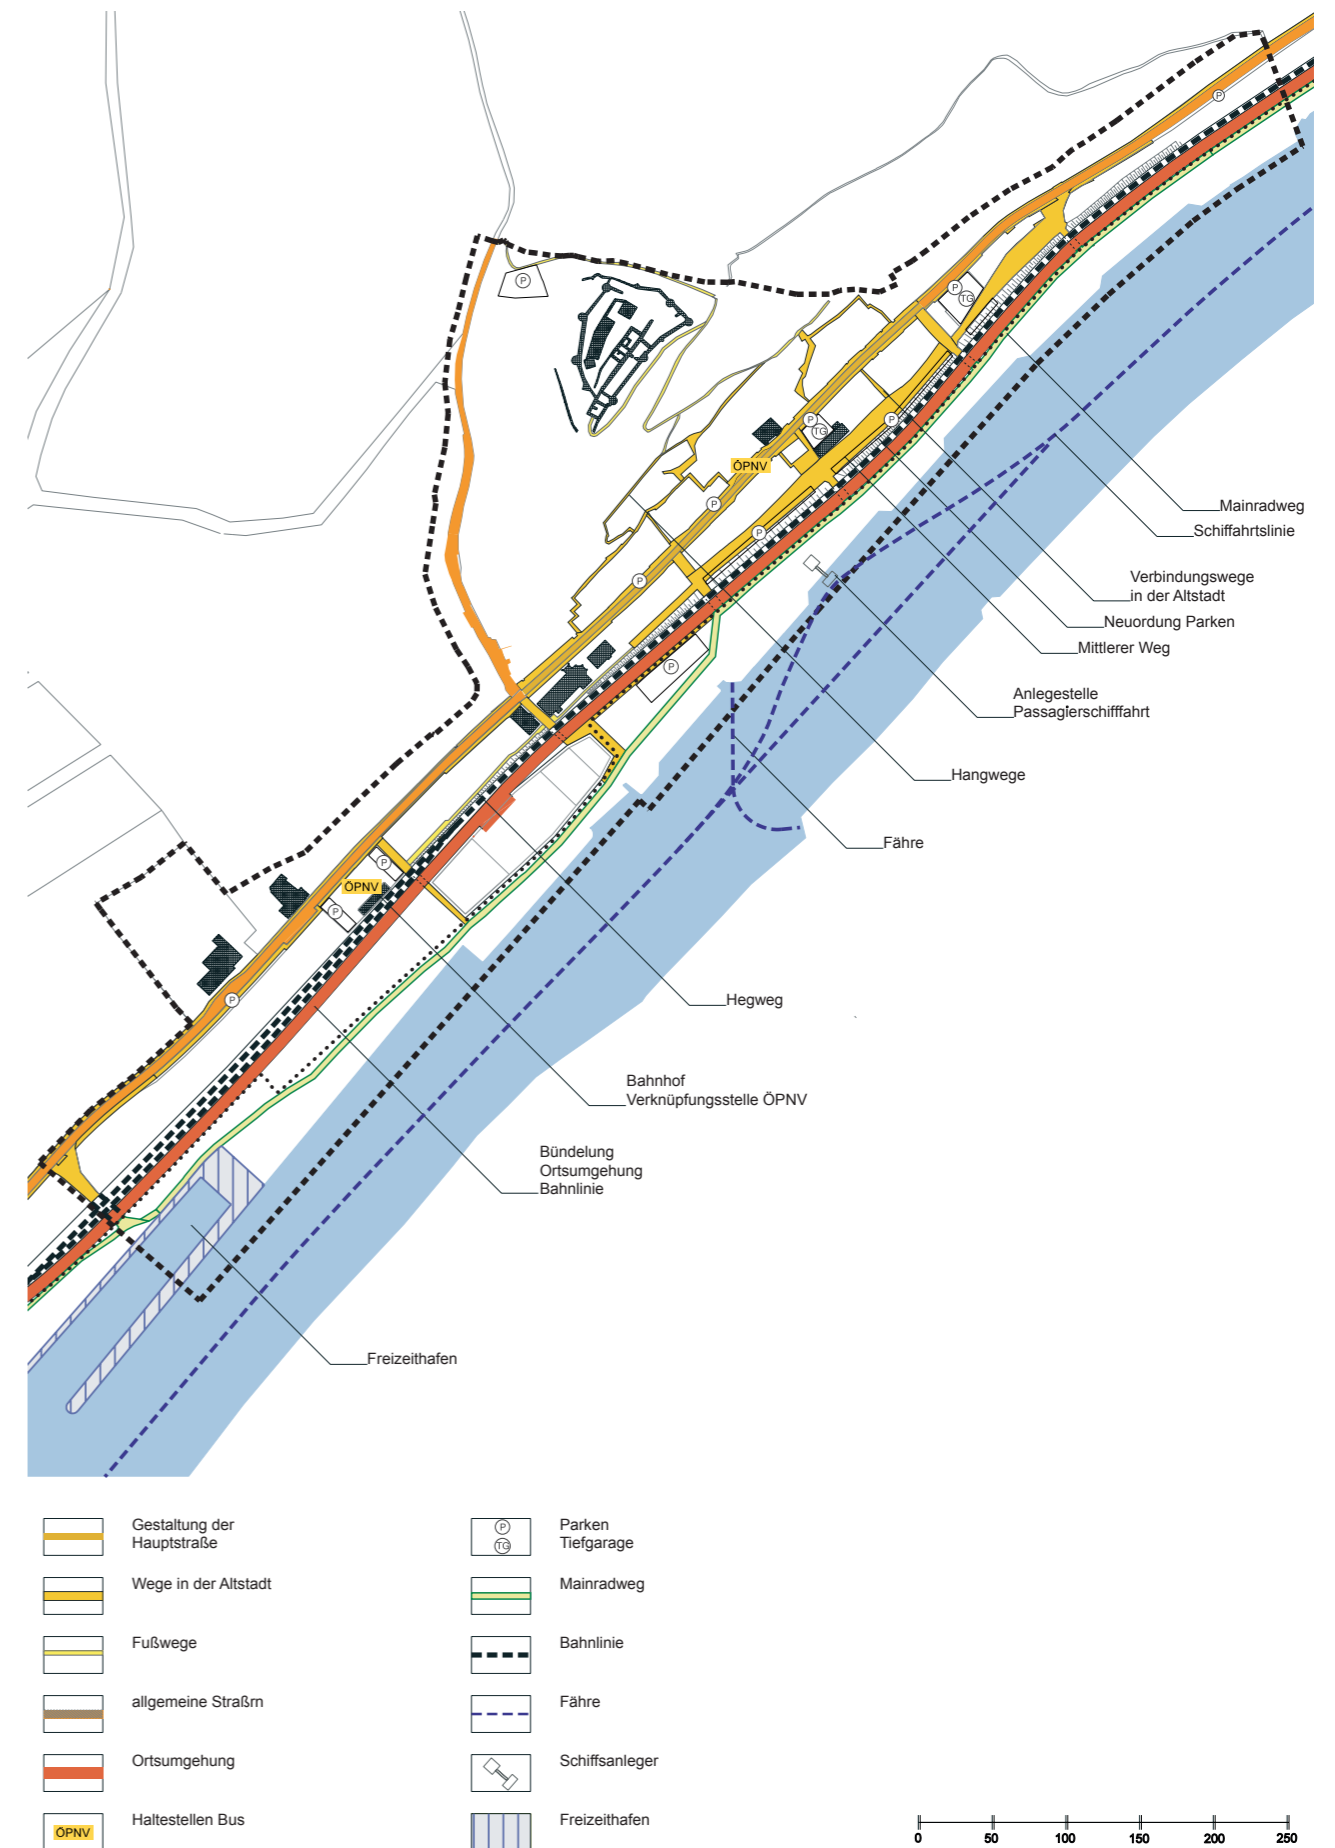 P
P
P
TG
P
TG
P
ÖPNV
P
P
P
P
P
ÖPNV
P
P
Mainradweg
Schiffahrtslinie
Verbindungswege
in der Altstadt
Neuordung Parken
Mittlerer Weg
Anlegestelle
Passagierschifffahrt
Hangwege
Fähre
Hegweg
Bahnhof
Verknüpfungsstelle ÖPNV
Bündelung
Ortsumgehung
Bahnlinie
Freizeithafen
Gestaltung der
Hauptstraße
Wege in der Altstadt
Fußwege
allgemeine Straßrn
Ortsumgehung
ÖPNV
Haltestellen Bus
P
TG
Parken
Tiefgarage
Mainradweg
Bahnlinie
Fähre
Schiffsanleger
Freizeithafen
0 50 100 150 200 250